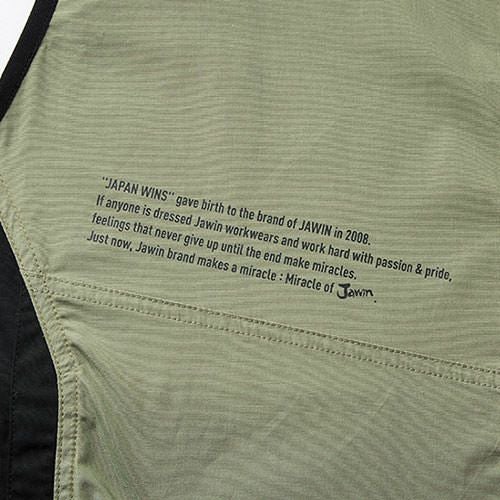 "JAPAN WINS" gave birth to the brand of JAWIN in 2008.
If anyone is dressed Jawin workwears and work hard with passion & pride,
feelings that never give up until the end make miracles.
Just now, Jawin brand makes a miracle : Miracle of Jawin.